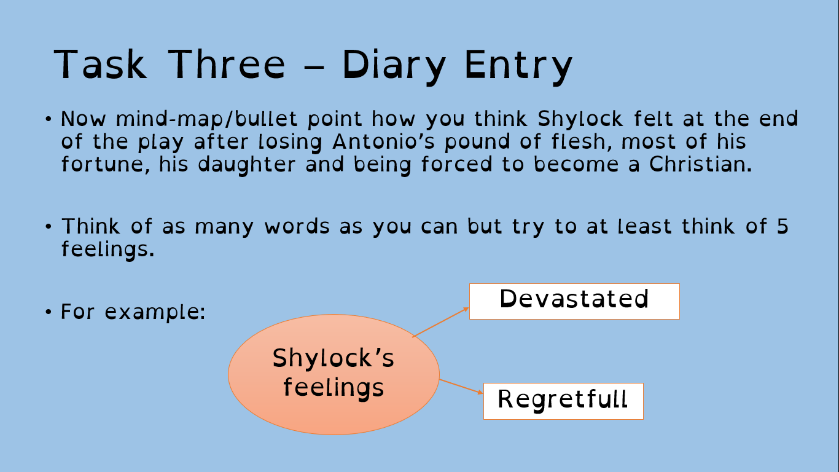 Task Three – Diary Entry
• Now mind-map/bullet point how you think Shylock felt at the end
of the play after losing Antonio's pound of flesh, most of his
fortune, his daughter and being forced to become a Christian.
• Think of as many words as you can but try to at least think of 5
feelings.
• For example:
Devastated
Shylock's
feelings
Regretfull